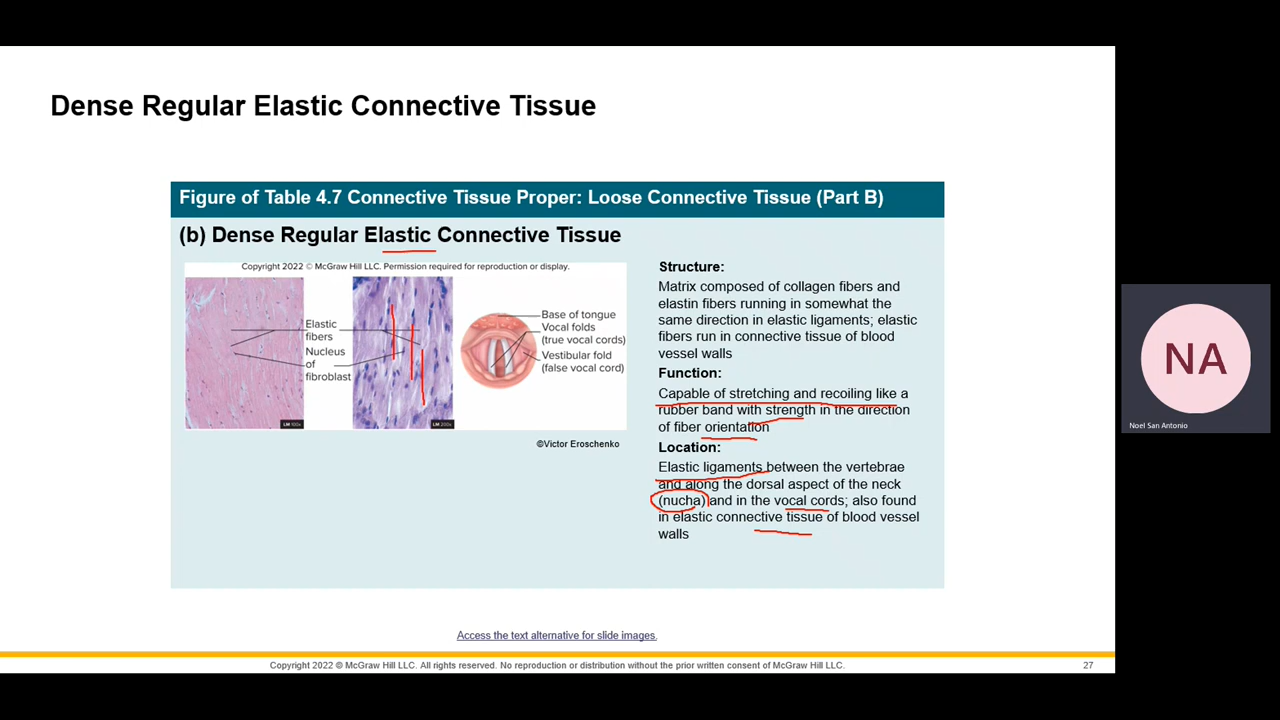 Dense Regular Elastic Connective Tissue
Figure of Table 4.7 Connective Tissue Proper: Loose Connective Tissue (Part B)
(b) Dense Regular Elastic Connective Tissue
Copyright 2022 © McGraw Hill LLC. Permission required for reproduction or display.
Elastic
fibers
Nucleus
of
fibroblast
LM 100x
LM 200x
Base of tongue
Vocal folds
(true vocal cords)
Vestibular fold
(false vocal cord)
©Victor Eroschenko
Structure:
Matrix composed of collagen fibers and
elastin fibers running in somewhat the
same direction in elastic ligaments; elastic
fibers run in connective tissue of blood
vessel walls
Function:
Capable of stretching and recoiling like a
rubber band with strength in the direction
of fiber orientation
Location:
Elastic ligaments between the vertebrae
and along the dorsal aspect of the neck
(nucha) and in the vocal cords; also found
in elastic connective tissue of blood vessel
walls
Access the text alternative for slide images.
Copyright 2022 © McGraw Hill LLC. All rights reserved. No reproduction or distribution without the prior written consent of McGraw Hill LLC.
27
NA
Noel San Antonio